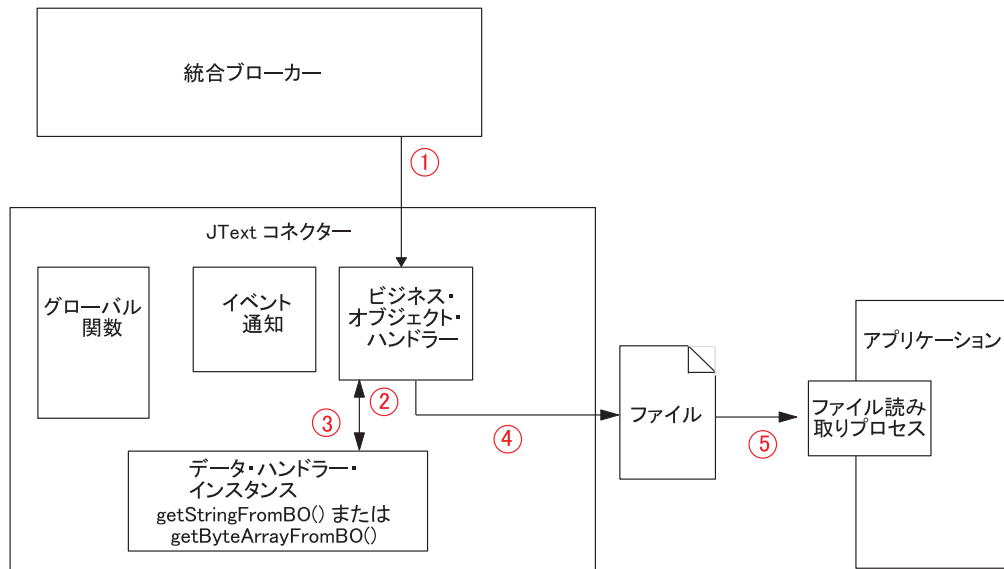 統合ブローカー
①
JText コネクター
グローバル
関数
イベント
通知
ビジネス・
オブジェクト・
ハンドラー
②
③
④
データ・ハンドラー・
インスタンス
getStringFromBO() または
getByteArrayFromBO()
ファイル
⑤
アプリケーション
ファイル読み
取りプロセス